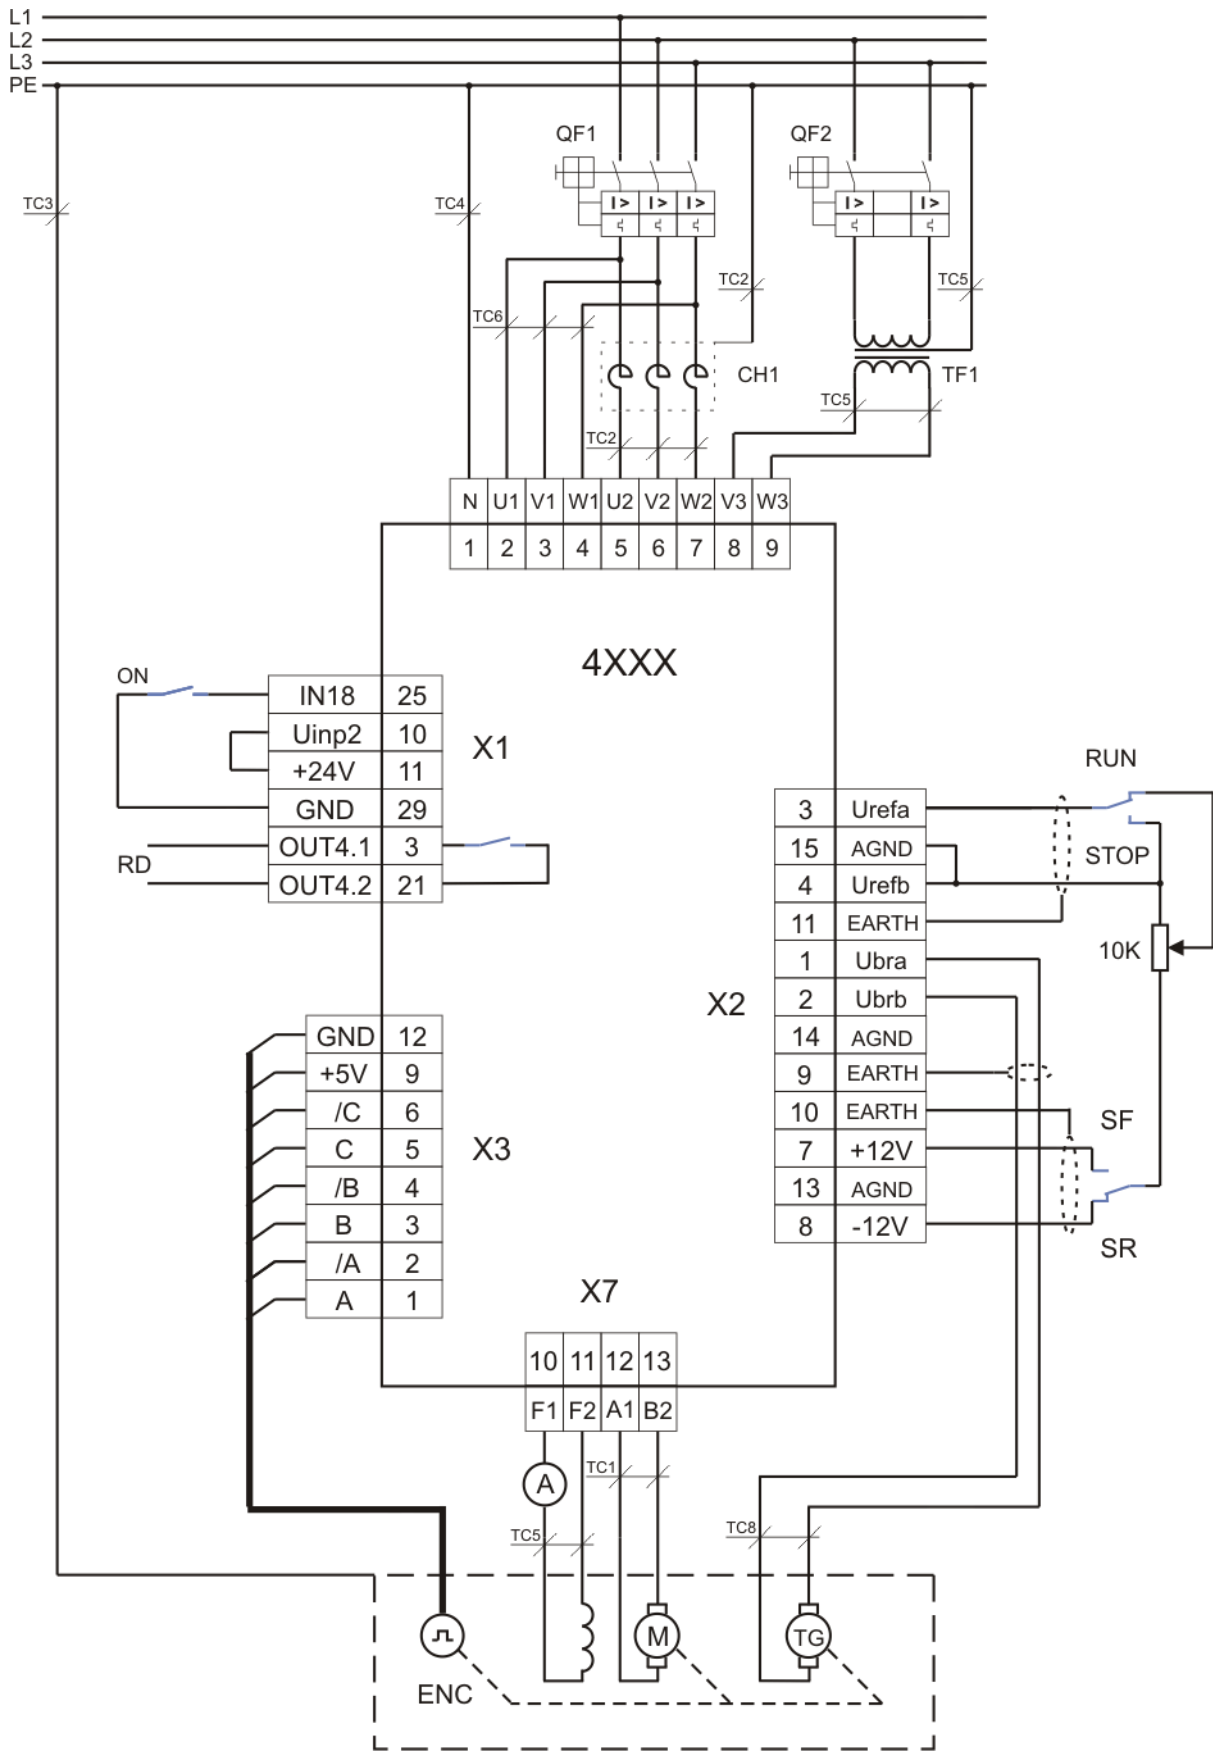 L1
L2
L3
PE
QF1
QF2
I >
I >
I >
I >
I >
TC3
TC4
TC2
TC5
TC6
CH1
TF1
TC5
TC2
N U1 V1 W1 U2 V2 W2 V3 W3
1 2 3 4 5 6 7 8 9
4XXX
ON
IN18 25
Uinp2 10
+24V 11
GND 29
OUT4.1 3
OUT4.2 21
RD
X1
RUN
STOP
10K
3 Urefa
15 AGND
4 Urefb
11 EARTH
1 Ubra
2 Ubrb
14 AGND
9 EARTH
10 EARTH
7 +12V
13 AGND
8 -12V
X2
SF
SR
GND 12
+5V 9
/C 6
C 5
/B 4
B 3
/A 2
A 1
X3
X7
10 11 12 13
F1 F2 A1 B2
A
TC1
TC5
TC8
M
TG
ENC